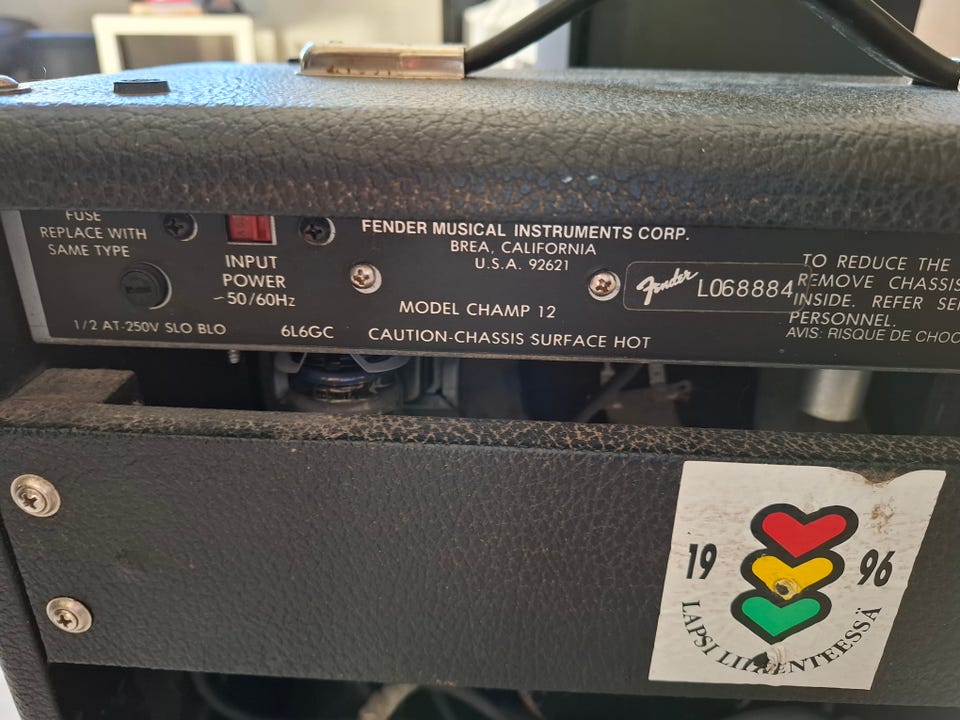 FUSE
REPLACE WITH
SAME TYPE
1/2 AT-250V SLO BLO
INPUT
POWER
~50/60Hz
6L6GC
FENDER MUSICAL INSTRUMENTS CORP.
BREA, CALIFORNIA
U.S.A. 92621
MODEL CHAMP 12
CAUTION-CHASSIS SURFACE HOT
Fender
LO68884
TO REDUCE THE
REMOVE CHASSIS
INSIDE. REFER
PERSONNEL.
AVIS: RISQUE DE CHOC
19 96
LAPSI LIIKENTEESSÄ